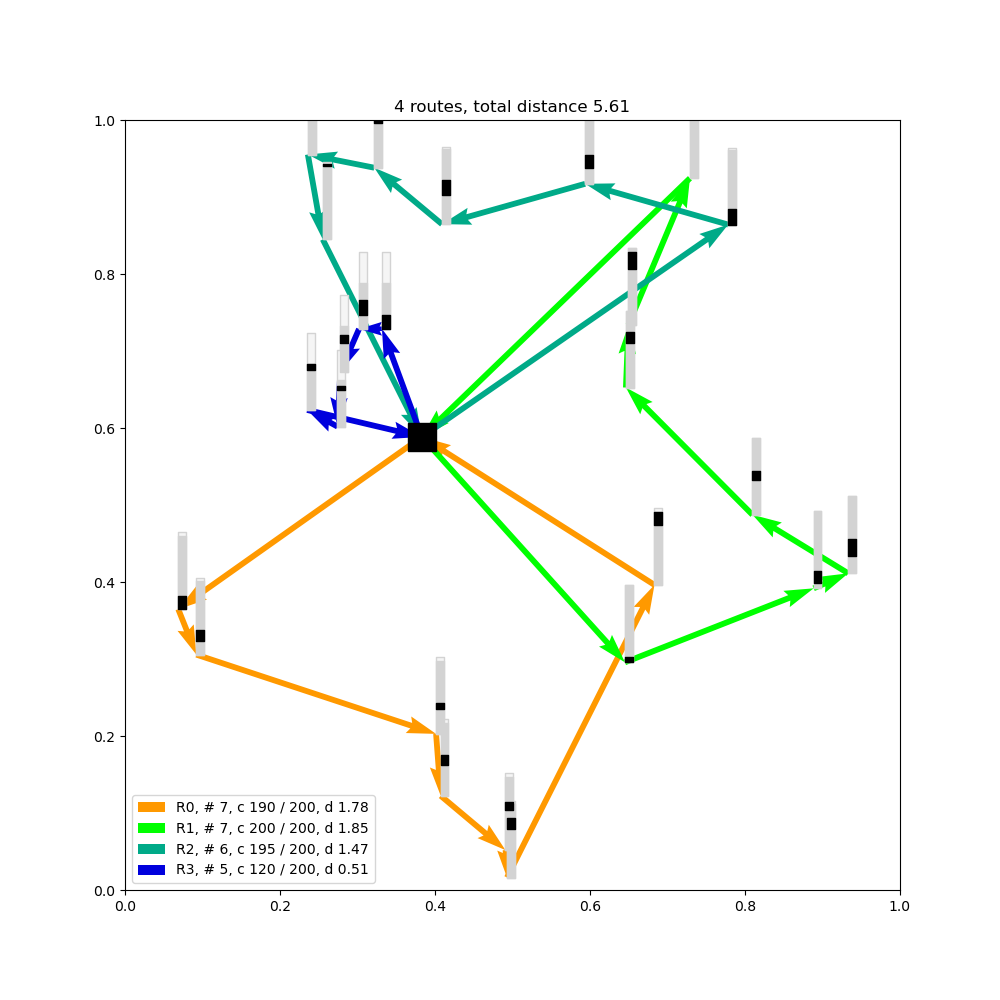 4 routes, total distance 5.61
1.0
0.8
0.6
0.4
0.2
0.0
R0, # 7, c 190 / 200, d 1.78
R1, # 7, c 200 / 200, d 1.85
R2, # 6, c 195 / 200, d 1.47
R3, # 5, c 120 / 200, d 0.51
0.0 0.2 0.4 0.6 0.8 1.0